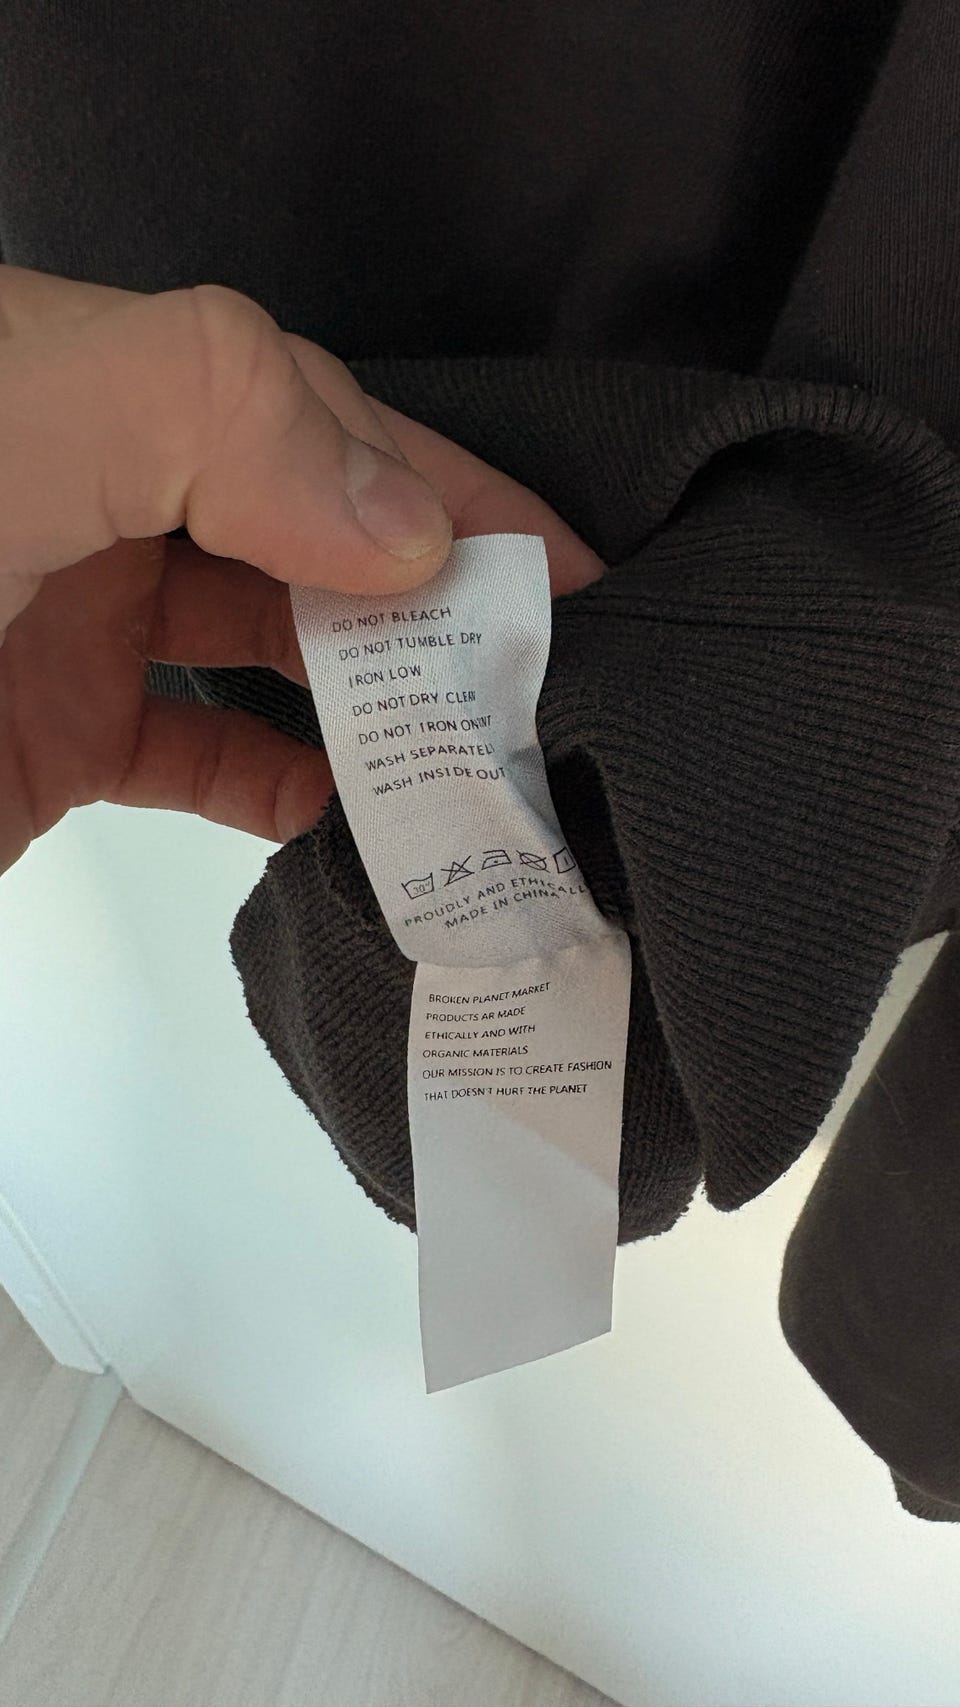 DO NOT BLEACH
DO NOT TUMBLE DRY
IRON LOW
DO NOT DRY CLEAN
DO NOT IRON ON
WASH SEPARATELY
WASH INSIDE OUT
30°
PROUDLY AND ETHICALL
MADE IN CHINA
BROKEN PLANET MARKET
PRODUCTS AR MADE
ETHICALLY AND WITH
ORGANIC MATERIALS
OUR MISSION IS TO CREATE FASHION
THAT DOESN'T HURT THE PLANET